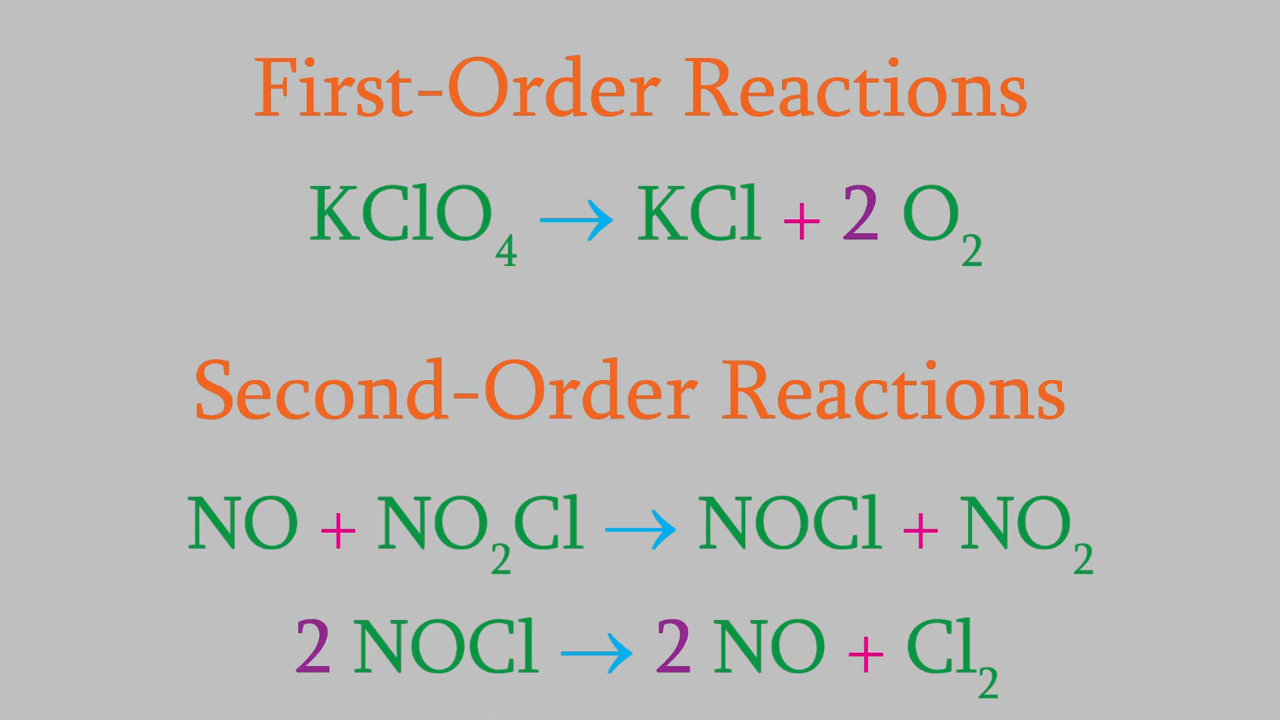 First-Order Reactions
KClO₄ → KCl + 2 O₂
Second-Order Reactions
NO + NO₂Cl → NOCl + NO₂
2 NOCl → 2 NO + Cl₂